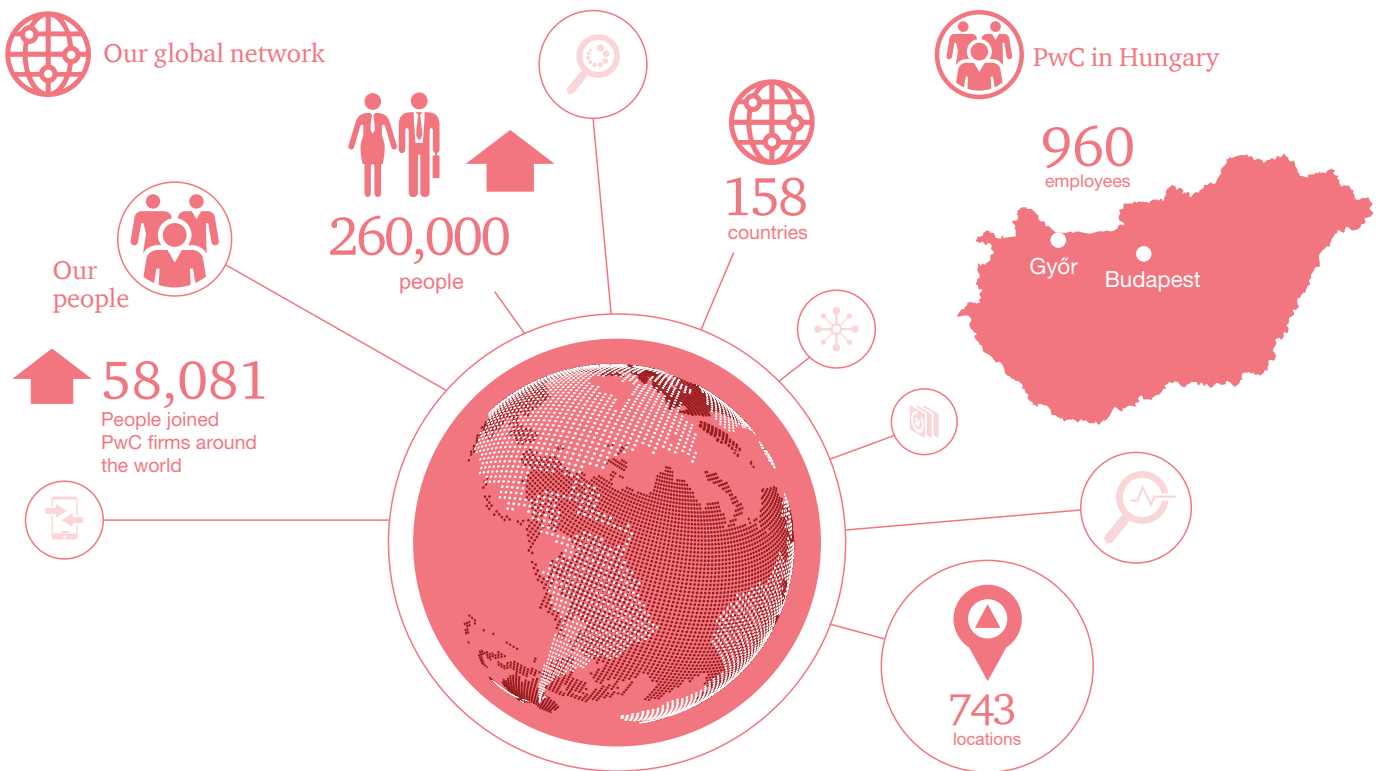 Our global network
260,000
people
158
countries
Our
people
58,081
People joined
PwC firms around
the world
743
locations
PwC in Hungary
960
employees
Győr
Budapest